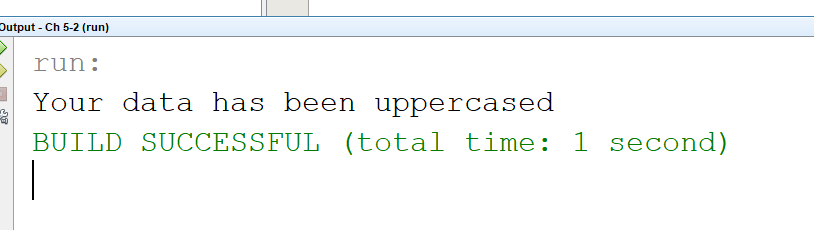 Output - Ch 5-2 (run)
run:
Your data has been uppercased
BUILD SUCCESSFUL (total time: 1 second)